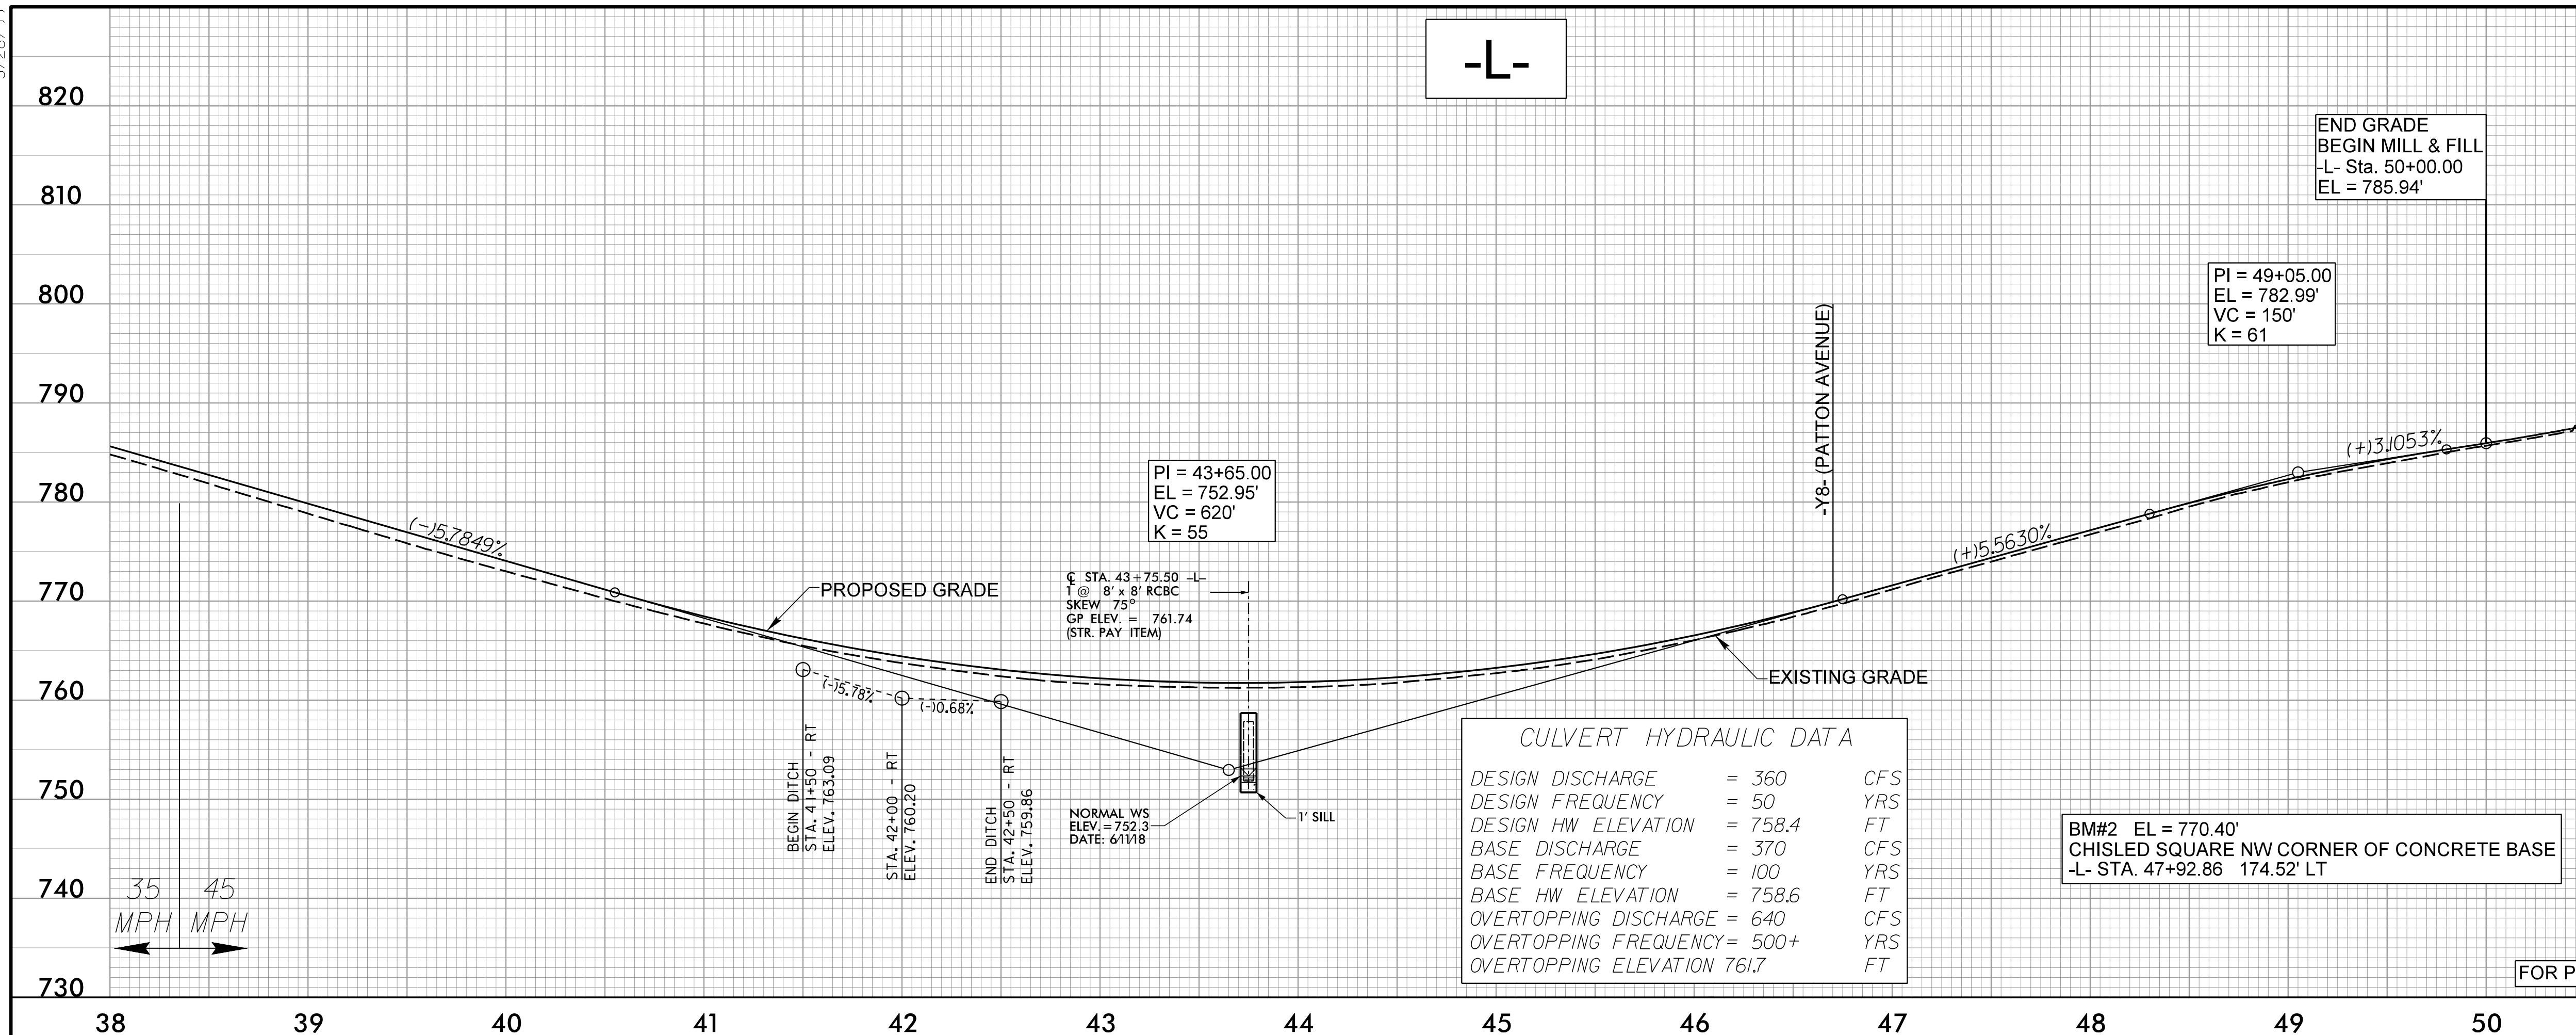 -L-
820
810
800
790
780
770
760
750
740
730
END GRADE
BEGIN MILL & FILL
-L- Sta. 50+00.00
EL = 785.94'
PI = 49+05.00
EL = 782.99'
VC = 150'
K = 61
-Y8- (PATTON AVENUE)
(+)3.1053%
(+)5.5630%
(-)5.7849%
PI = 43+65.00
EL = 752.95'
VC = 620'
K = 55
PROPOSED GRADE
℄ STA. 43+75.50 -L-
1 @ 8' x 8' RCBC
SKEW 75°
GP ELEV. = 761.74
(STR. PAY ITEM)
EXISTING GRADE
(-)5.78%
(-)0.68%
BEGIN DITCH
STA. 41+50 - RT
ELEV. 763.09
STA. 42+00 - RT
ELEV. 760.20
END DITCH
STA. 42+50 - RT
ELEV. 759.86
NORMAL WS
ELEV.=752.3
DATE: 6/11/18
1' SILL
CULVERT HYDRAULIC DATA
DESIGN DISCHARGE = 360 CFS
DESIGN FREQUENCY = 50 YRS
DESIGN HW ELEVATION = 758.4 FT
BASE DISCHARGE = 370 CFS
BASE FREQUENCY = 100 YRS
BASE HW ELEVATION = 758.6 FT
OVERTOPPING DISCHARGE = 640 CFS
OVERTOPPING FREQUENCY= 500+ YRS
OVERTOPPING ELEVATION 761.7 FT
BM#2 EL = 770.40'
CHISLED SQUARE NW CORNER OF CONCRETE BASE
-L- STA. 47+92.86 174.52' LT
35 45
MPH MPH
FOR P
38 39 40 41 42 43 44 45 46 47 48 49 50